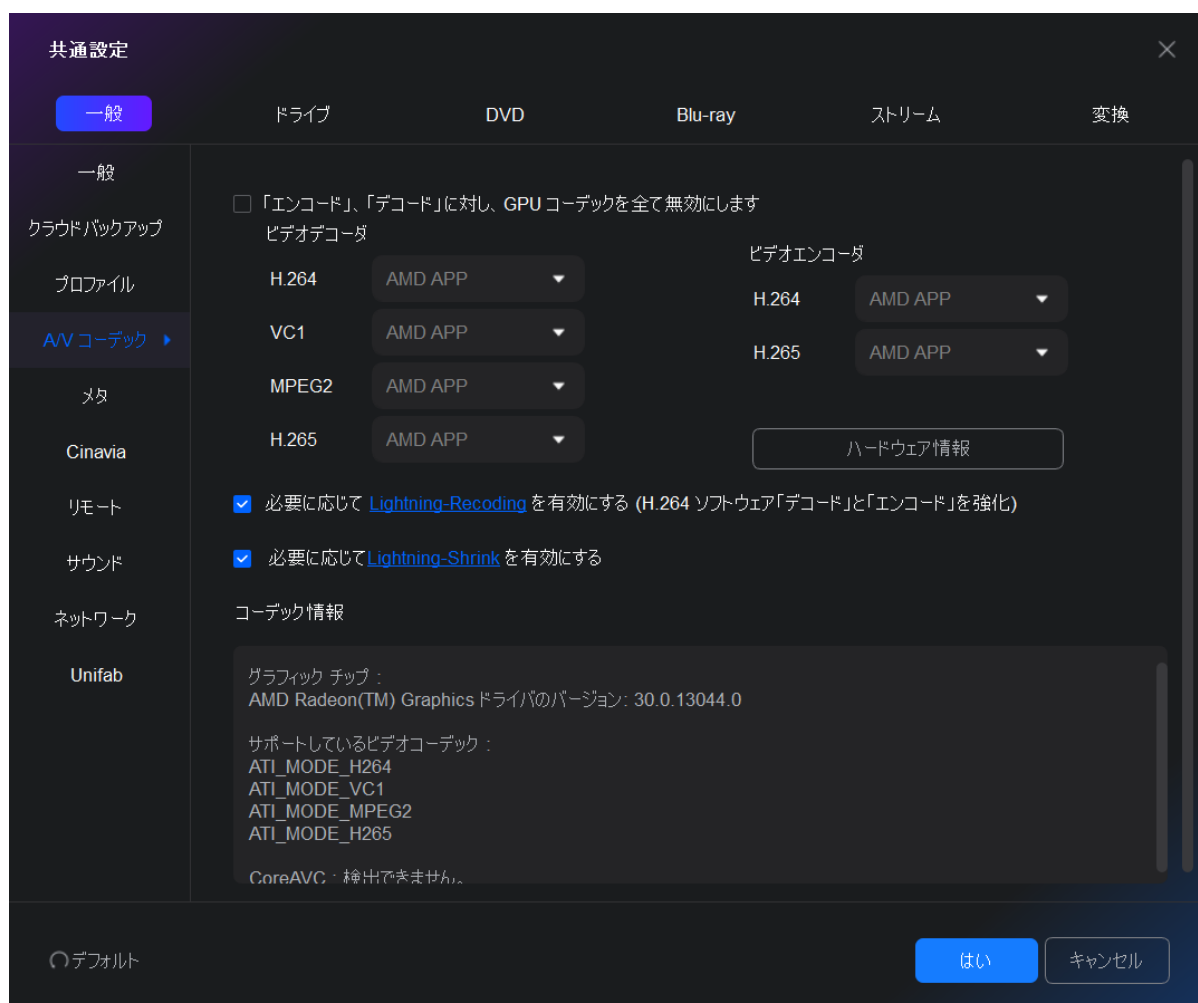 共通設定
一般
ドライブ
DVD
Blu-ray
ストリーム
変換
一般
クラウドバックアップ
プロファイル
A/V コーデック
メタ
Cinavia
リモート
サウンド
ネットワーク
Unifab
「エンコード」、「デコード」に対し、GPU コーデックを全て無効にします
ビデオデコーダ
H.264 AMD APP
VC1 AMD APP
MPEG2 AMD APP
H.265 AMD APP
ビデオエンコーダ
H.264 AMD APP
H.265 AMD APP
ハードウェア情報
必要に応じて Lightning-Recoding を有効にする (H.264 ソフトウェア「デコード」と「エンコード」を強化)
必要に応じてLightning-Shrink を有効にする
コーデック情報
グラフィック チップ :
AMD Radeon(TM) Graphics ドライバのバージョン: 30.0.13044.0
サポートしているビデオコーデック :
ATI_MODE_H264
ATI_MODE_VC1
ATI_MODE_MPEG2
ATI_MODE_H265
CoreAVC : 検出できません。
デフォルト
はい
キャンセル